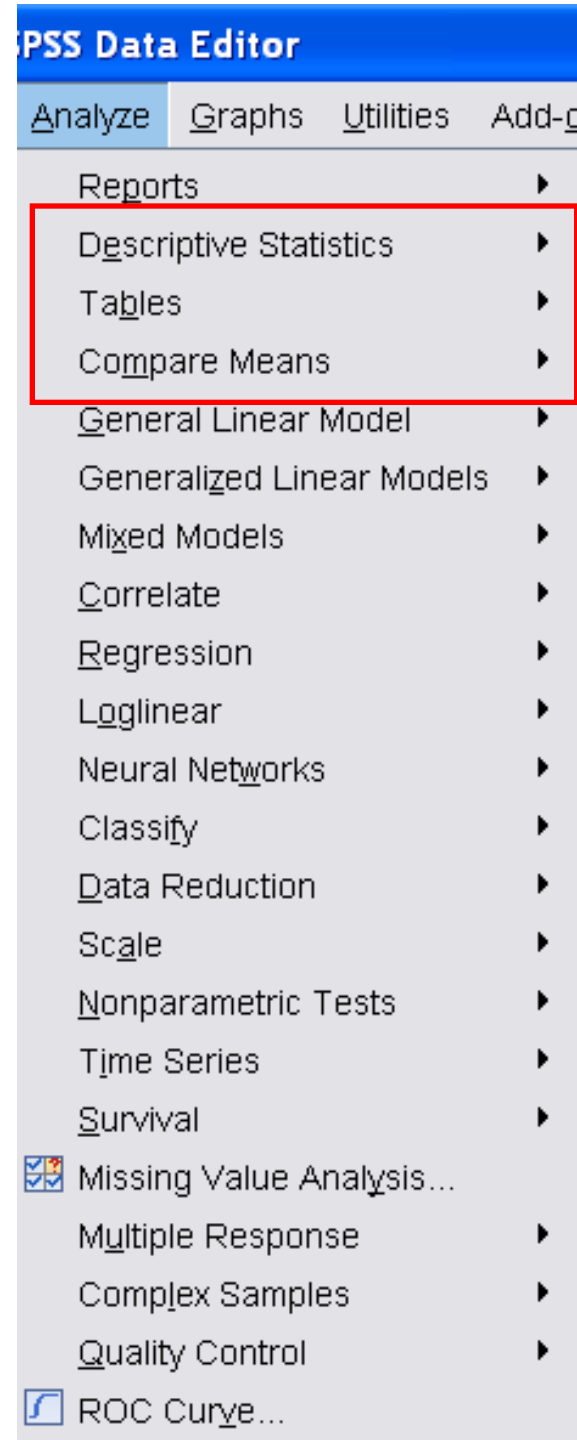 SPSS Data Editor
Analyze Graphs Utilities Add-
Reports
Descriptive Statistics
Tables
Compare Means
General Linear Model
Generalized Linear Models
Mixed Models
Correlate
Regression
Loglinear
Neural Networks
Classify
Data Reduction
Scale
Nonparametric Tests
Time Series
Survival
Missing Value Analysis...
Multiple Response
Complex Samples
Quality Control
ROC Curve...